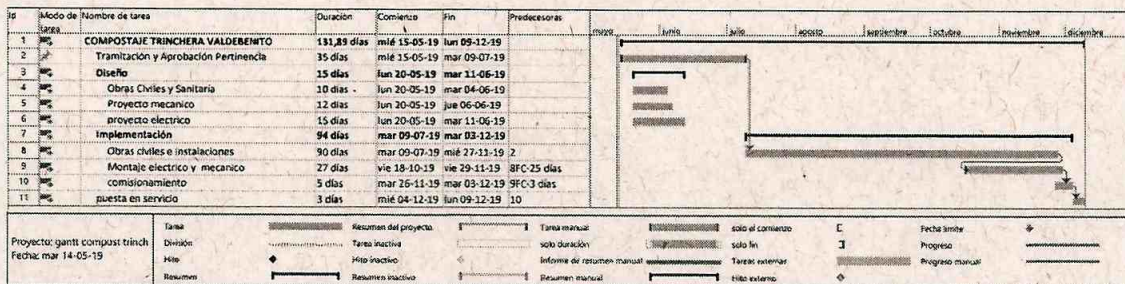 Id Modo de tarea Nombre de tarea Duración Comienzo Fin Predecesoras
mayo junio julio agosto septiembre octubre noviembre diciembre
1 COMPOSTAJE TRINCHERA VALDEBENITO 131,89 días mié 15-05-19 lun 09-12-19
2 Tramitación y Aprobación Pertinencia 35 días mié 15-05-19 mar 09-07-19
3 Diseño 15 días lun 20-05-19 mar 11-06-19
4 Obras Civiles y Sanitaria 10 días lun 20-05-19 mar 04-06-19
5 Proyecto mecanico 12 días lun 20-05-19 jue 06-06-19
6 proyecto electrico 15 días lun 20-05-19 mar 11-06-19
7 Implementación 94 días mar 09-07-19 mar 03-12-19
8 Obras civiles e instalaciones 90 días mar 09-07-19 mié 27-11-19 2
9 Montaje electrico y mecanico 27 días vie 18-10-19 vie 29-11-19 8FC-25 días
10 comisionamiento 5 días mar 26-11-19 mar 03-12-19 9FC-3 días
11 puesta en servicio 3 días mié 04-12-19 lun 09-12-19 10
Proyecto: gantt compost trinch
Fecha: mar 14-05-19
Tarea Resumen del proyecto Tarea manual solo el comienzo Fecha límite
División Tarea inactiva solo duración solo fin Progreso
Hito Hito inactivo Informe de resumen manual Tareas externas Progreso manual
Resumen Resumen inactivo Resumen manual Hito externo